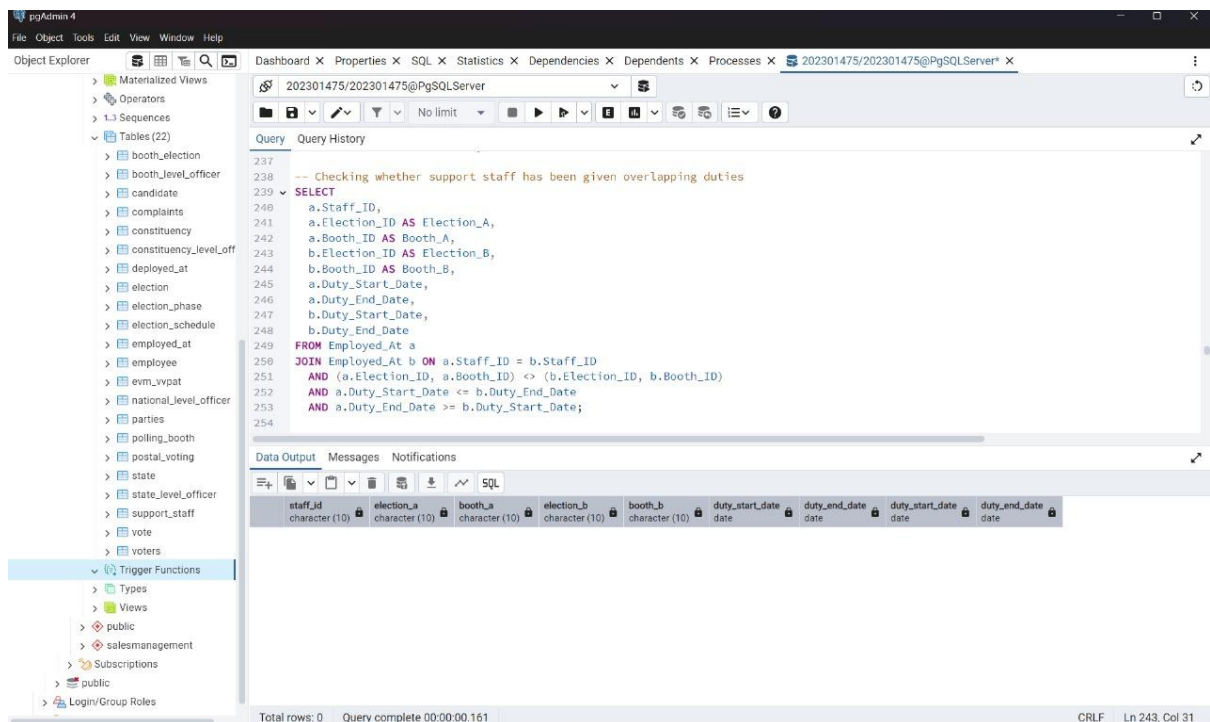 pgAdmin 4
File Object Tools Edit View Window Help
Object Explorer
Materialized Views
Operators
1..3 Sequences
Tables (22)
booth_election
booth_level_officer
candidate
complaints
constituency
constituency_level_off
deployed_at
election
election_phase
election_schedule
employed_at
employee
evm_vvpat
national_level_officer
parties
polling_booth
postal_voting
state
state_level_officer
support_staff
vote
voters
Trigger Functions
Types
Views
public
salesmanagement
Subscriptions
public
Login/Group Roles
Dashboard X Properties X SQL X Statistics X Dependencies X Dependents X Processes X 202301475/202301475@PgSQLServer* X
202301475/202301475@PgSQLServer
No limit
Query Query History
237
238 -- Checking whether support staff has been given overlapping duties
239 SELECT
240 a.Staff_ID,
241 a.Election_ID AS Election_A,
242 a.Booth_ID AS Booth_A,
243 b.Election_ID AS Election_B,
244 b.Booth_ID AS Booth_B,
245 a.Duty_Start_Date,
246 a.Duty_End_Date,
247 b.Duty_Start_Date,
248 b.Duty_End_Date
249 FROM Employed_At a
250 JOIN Employed_At b ON a.Staff_ID = b.Staff_ID
251 AND (a.Election_ID, a.Booth_ID) <> (b.Election_ID, b.Booth_ID)
252 AND a.Duty_Start_Date <= b.Duty_End_Date
253 AND a.Duty_End_Date >= b.Duty_Start_Date;
254
Data Output Messages Notifications
SQL
staff_id election_a booth_a election_b booth_b duty_start_date duty_end_date duty_start_date duty_end_date
character (10) character (10) character (10) character (10) character (10) date date date date
Total rows: 0 Query complete 00:00:00.161 CRLF Ln 243, Col 31